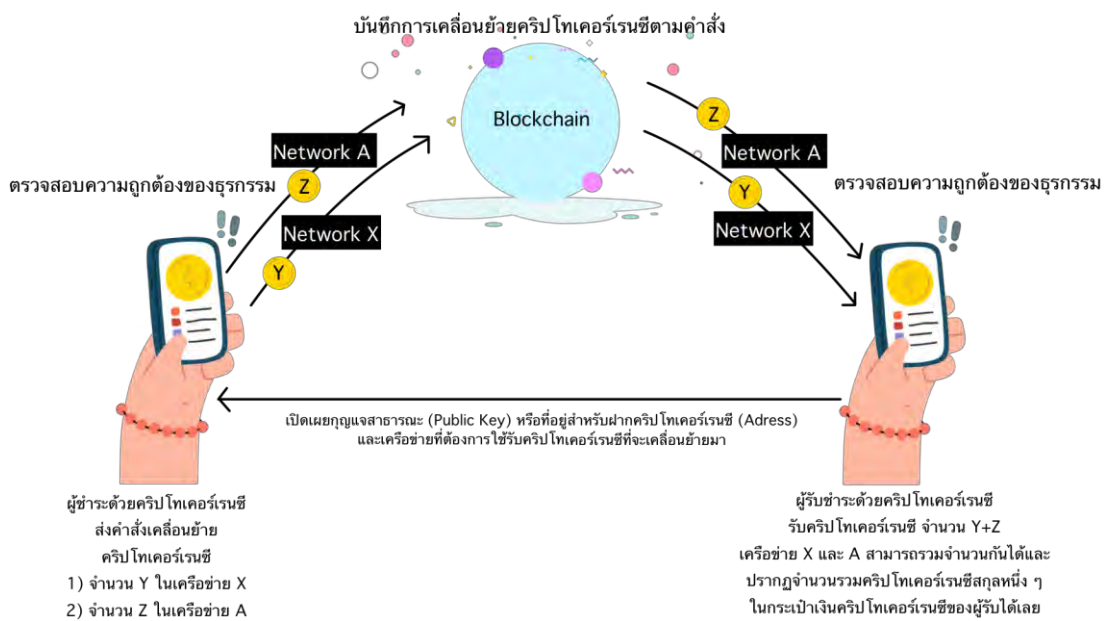 บันทึกการเคลื่อนย้ายคริปโทเคอร์เรนซีตามคำสั่ง
Blockchain
Z
Network A
Network A
ตรวจสอบความถูกต้องของธุรกรรม
Z
Y
ตรวจสอบความถูกต้องของธุรกรรม
Network X
Network X
Y
เปิดเผยกุญแจสาธารณะ (Public Key) หรือที่อยู่สำหรับฝากคริปโทเคอร์เรนซี (Adress)
และเครือข่ายที่ต้องการใช้รับคริปโทเคอร์เรนซีที่จะเคลื่อนย้ายมา
ผู้ชำระด้วยคริปโทเคอร์เรนซี
ส่งคำสั่งเคลื่อนย้าย
คริปโทเคอร์เรนซี
1) จำนวน Y ในเครือข่าย X
2) จำนวน Z ในเครือข่าย A
ผู้รับชำระด้วยคริปโทเคอร์เรนซี
รับคริปโทเคอร์เรนซี จำนวน Y+Z
เครือข่าย X และ A สามารถรวมจำนวนกันได้และ
ปรากฏจำนวนรวมคริปโทเคอร์เรนซีสกุลหนึ่ง ๆ
ในกระเป๋าเงินคริปโทเคอร์เรนซีของผู้รับได้เลย